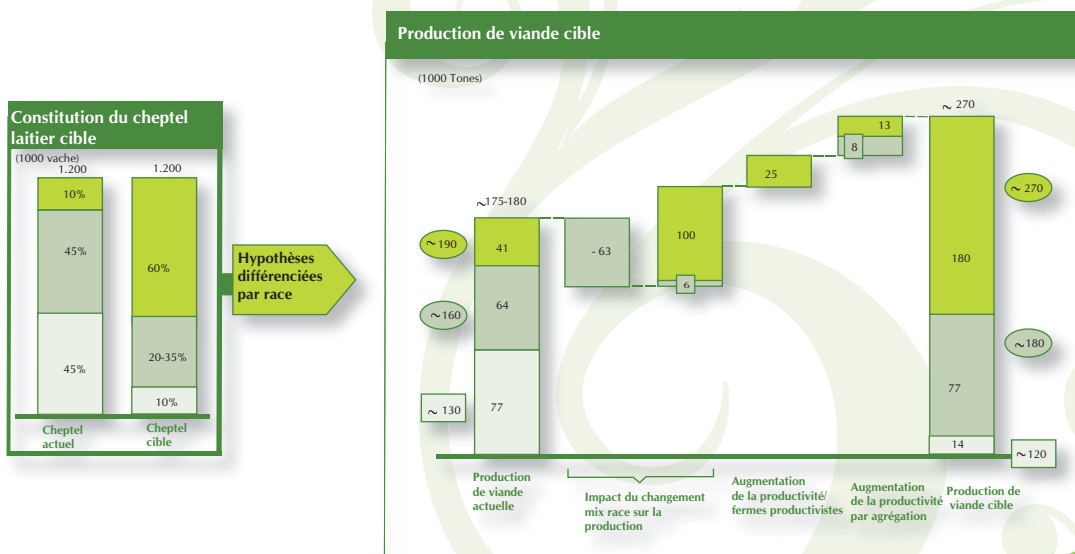 Constitution du cheptel
laitier cible
(1000 vache)
1.200
1.200
10%
45%
45%
60%
20-35%
10%
Cheptel
actuel
Cheptel
cible
Hypothèses
différenciées
par race
Production de viande cible
(1000 Tones)
~175-180
~190
41
~160
64
~130
77
- 63
100
6
25
13
8
~ 270
~270
180
~180
77
14
~120
Production
de viande
actuelle
Impact du changement
mix race sur la
production
Augmentation
de la productivité/
fermes productivistes
Augmentation
de la productivité
par agrégation
Production de
viande cible